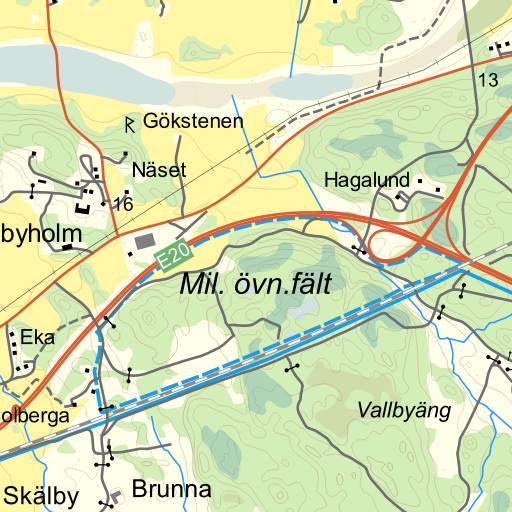 13
Gökstenen
Näset
Hagalund
16
byholm
E20
Mil. övn.fält
Eka
olberga
Vallbyäng
Skälby
Brunna